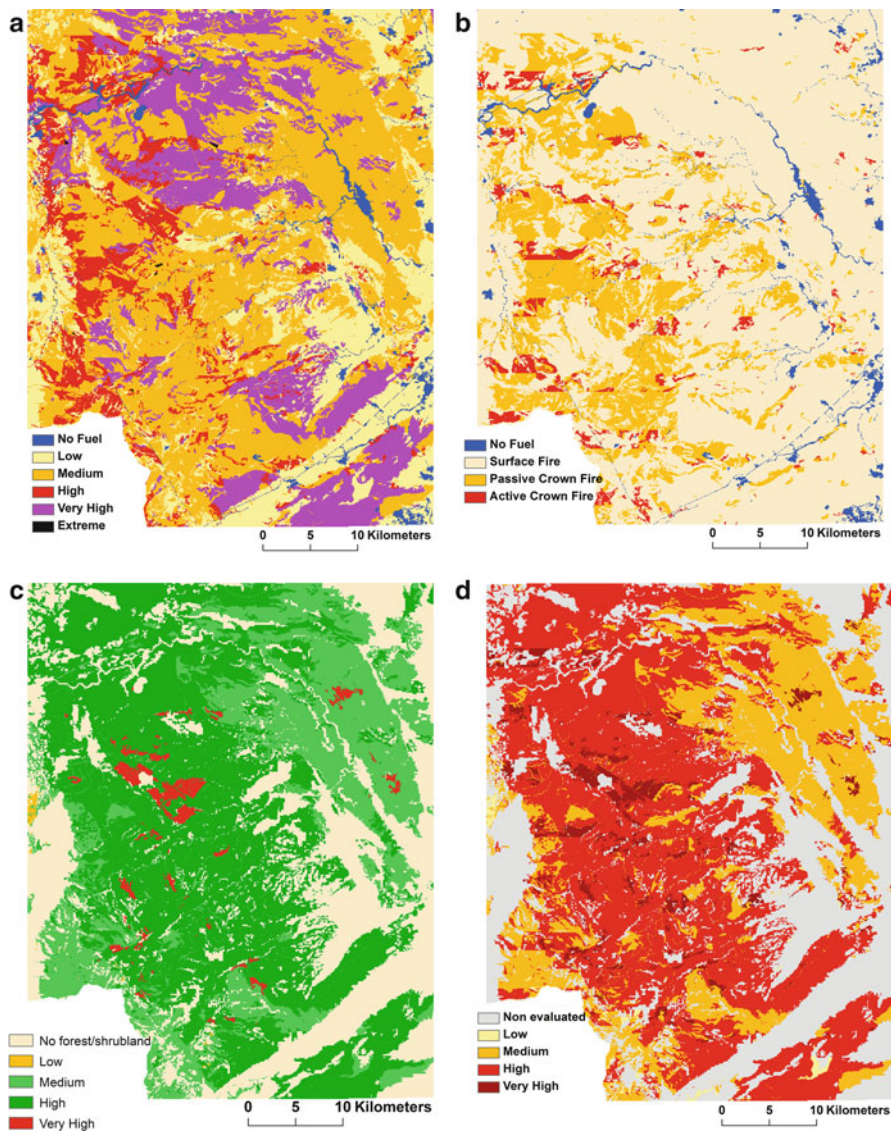 a
No Fuel
Low
Medium
High
Very High
Extreme
0 5 10 Kilometers
b
No Fuel
Surface Fire
Passive Crown Fire
Active Crown Fire
0 5 10 Kilometers
c
No forest/shrubland
Low
Medium
High
Very High
0 5 10 Kilometers
d
Non evaluated
Low
Medium
High
Very High
0 5 10 Kilometers